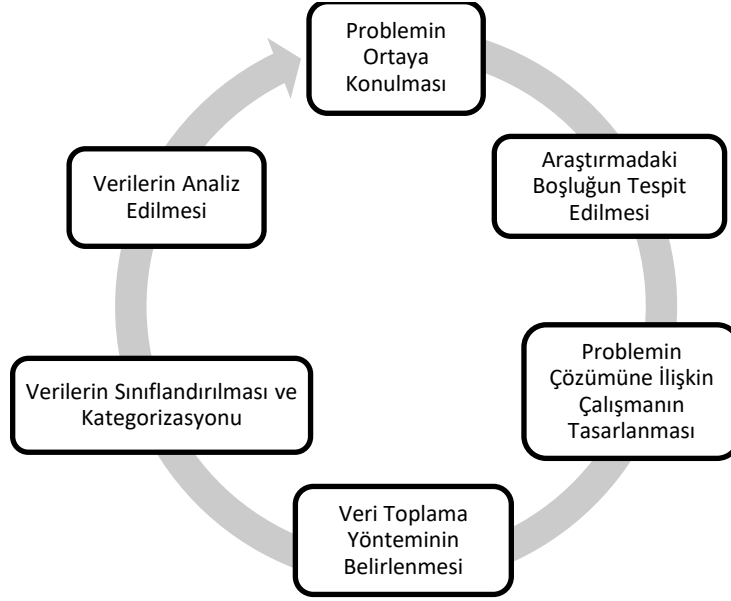 Problemin
Ortaya
Konulması
Araştırmadaki
Boşluğun Tespit
Edilmesi
Problemin
Çözümüne İlişkin
Çalışmanın
Tasarlanması
Veri Toplama
Yönteminin
Belirlenmesi
Verilerin Sınıflandırılması ve
Kategorizasyonu
Verilerin Analiz
Edilmesi